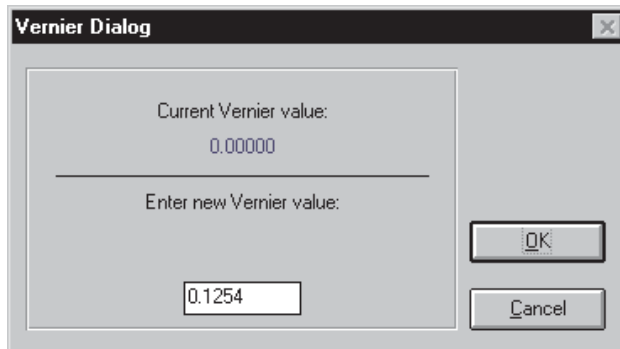 Vernier Dialog
Current Vernier value:
0.00000
Enter new Vernier value:
0.1254
OK
Cancel